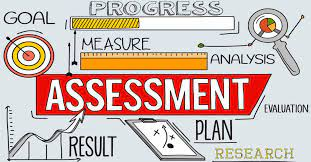 PROGRESS
GOAL
MEASURE
ANALYSIS
ASSESSMENT
EVALUATION
PLAN
RESULT
RESEARCH